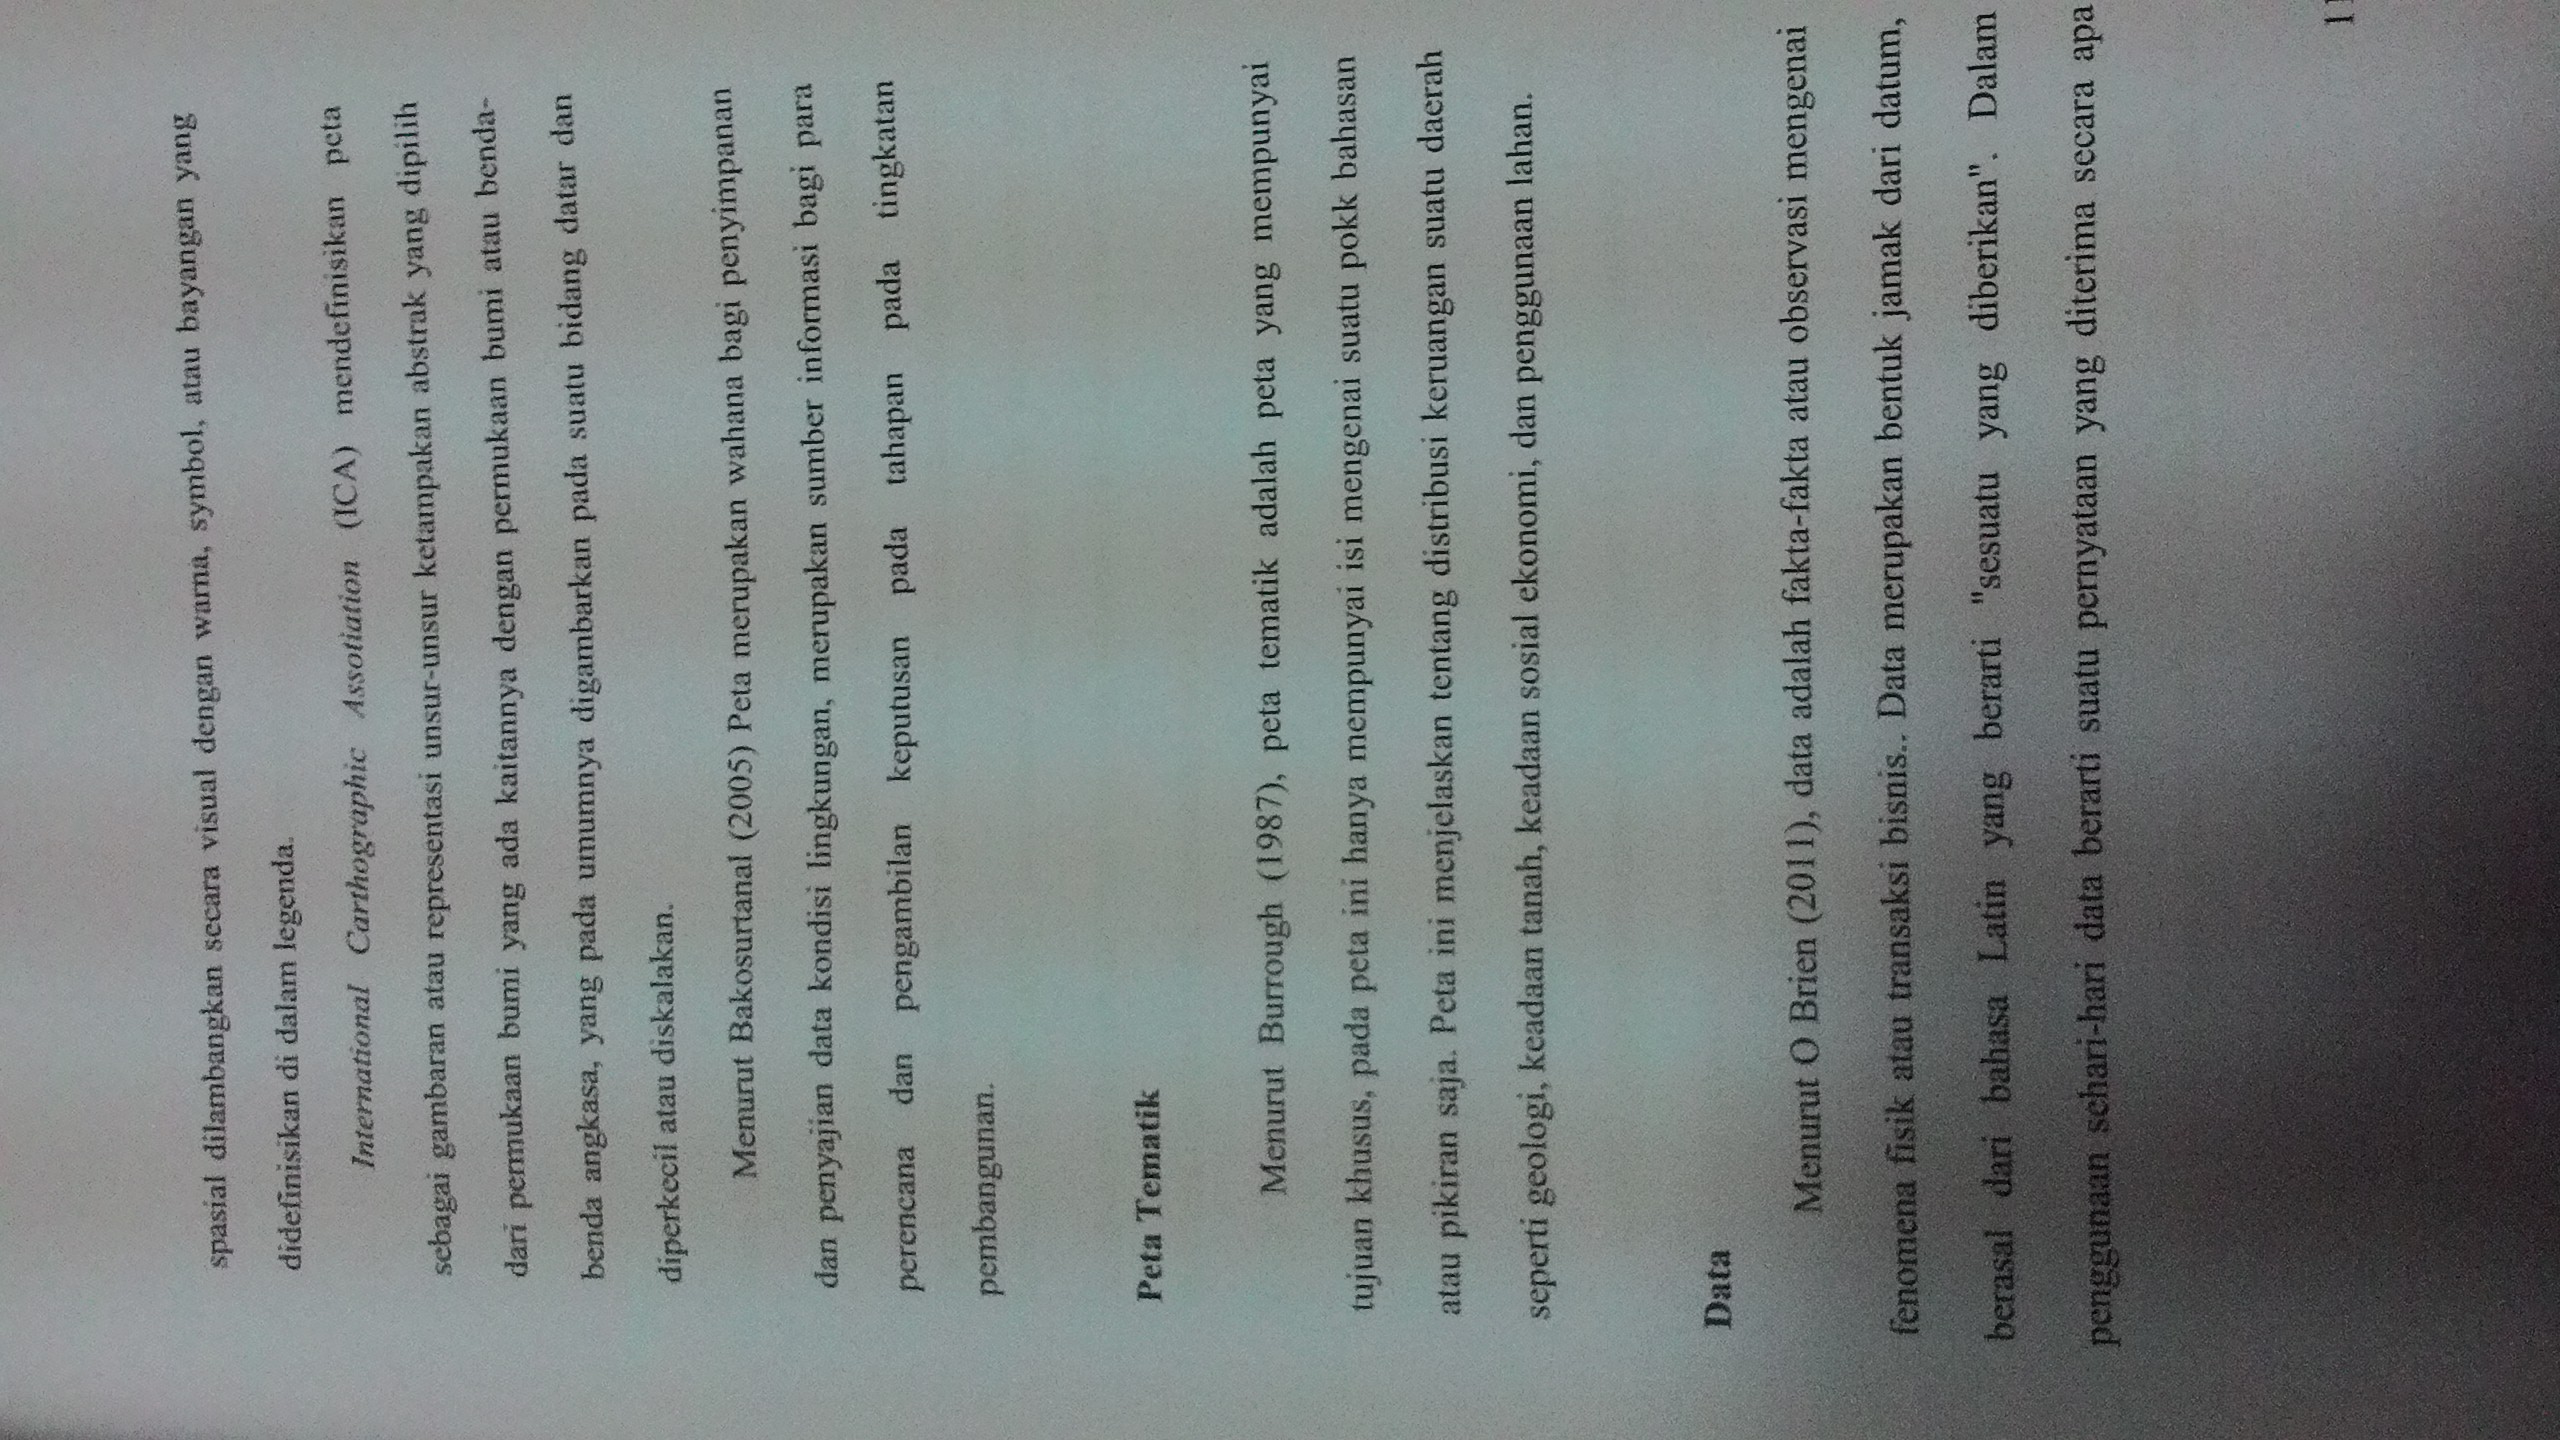 spasial dilambangkan secara visual dengan warna, symbol, atau bayangan yang
didefinisikan di dalam legenda.
International Carthographic Assotiation (ICA) mendefinisikan peta
sebagai gambaran atau representasi unsur-unsur ketampakan abstrak yang dipilih
dari permukaan bumi yang ada kaitannya dengan permukaan bumi atau benda-
benda angkasa, yang pada umumnya digambarkan pada suatu bidang datar dan
diperkecil atau diskalakan.
Menurut Bakosurtanal (2005) Peta merupakan wahana bagi penyimpanan
dan penyajian data kondisi lingkungan, merupakan sumber informasi bagi para
perencana dan pengambilan keputusan pada tahapan pada tingkatan
pembangunan.
Peta Tematik
Menurut Burrough (1987), peta tematik adalah peta yang mempunyai
tujuan khusus, pada peta ini hanya mempunyai isi mengenai suatu pokk bahasan
atau pikiran saja. Peta ini menjelaskan tentang distribusi keruangan suatu daerah
seperti geologi, keadaan tanah, keadaan sosial ekonomi, dan penggunaan lahan.
Data
Menurut O Brien (2011), data adalah fakta-fakta atau observasi mengenai
fenomena fisik atau transaksi bisnis.. Data merupakan bentuk jamak dari datum,
berasal dari bahasa Latin yang berarti "sesuatu yang diberikan". Dalam
penggunaan sehari-hari data berarti suatu pernyataan yang diterima secara apa
11